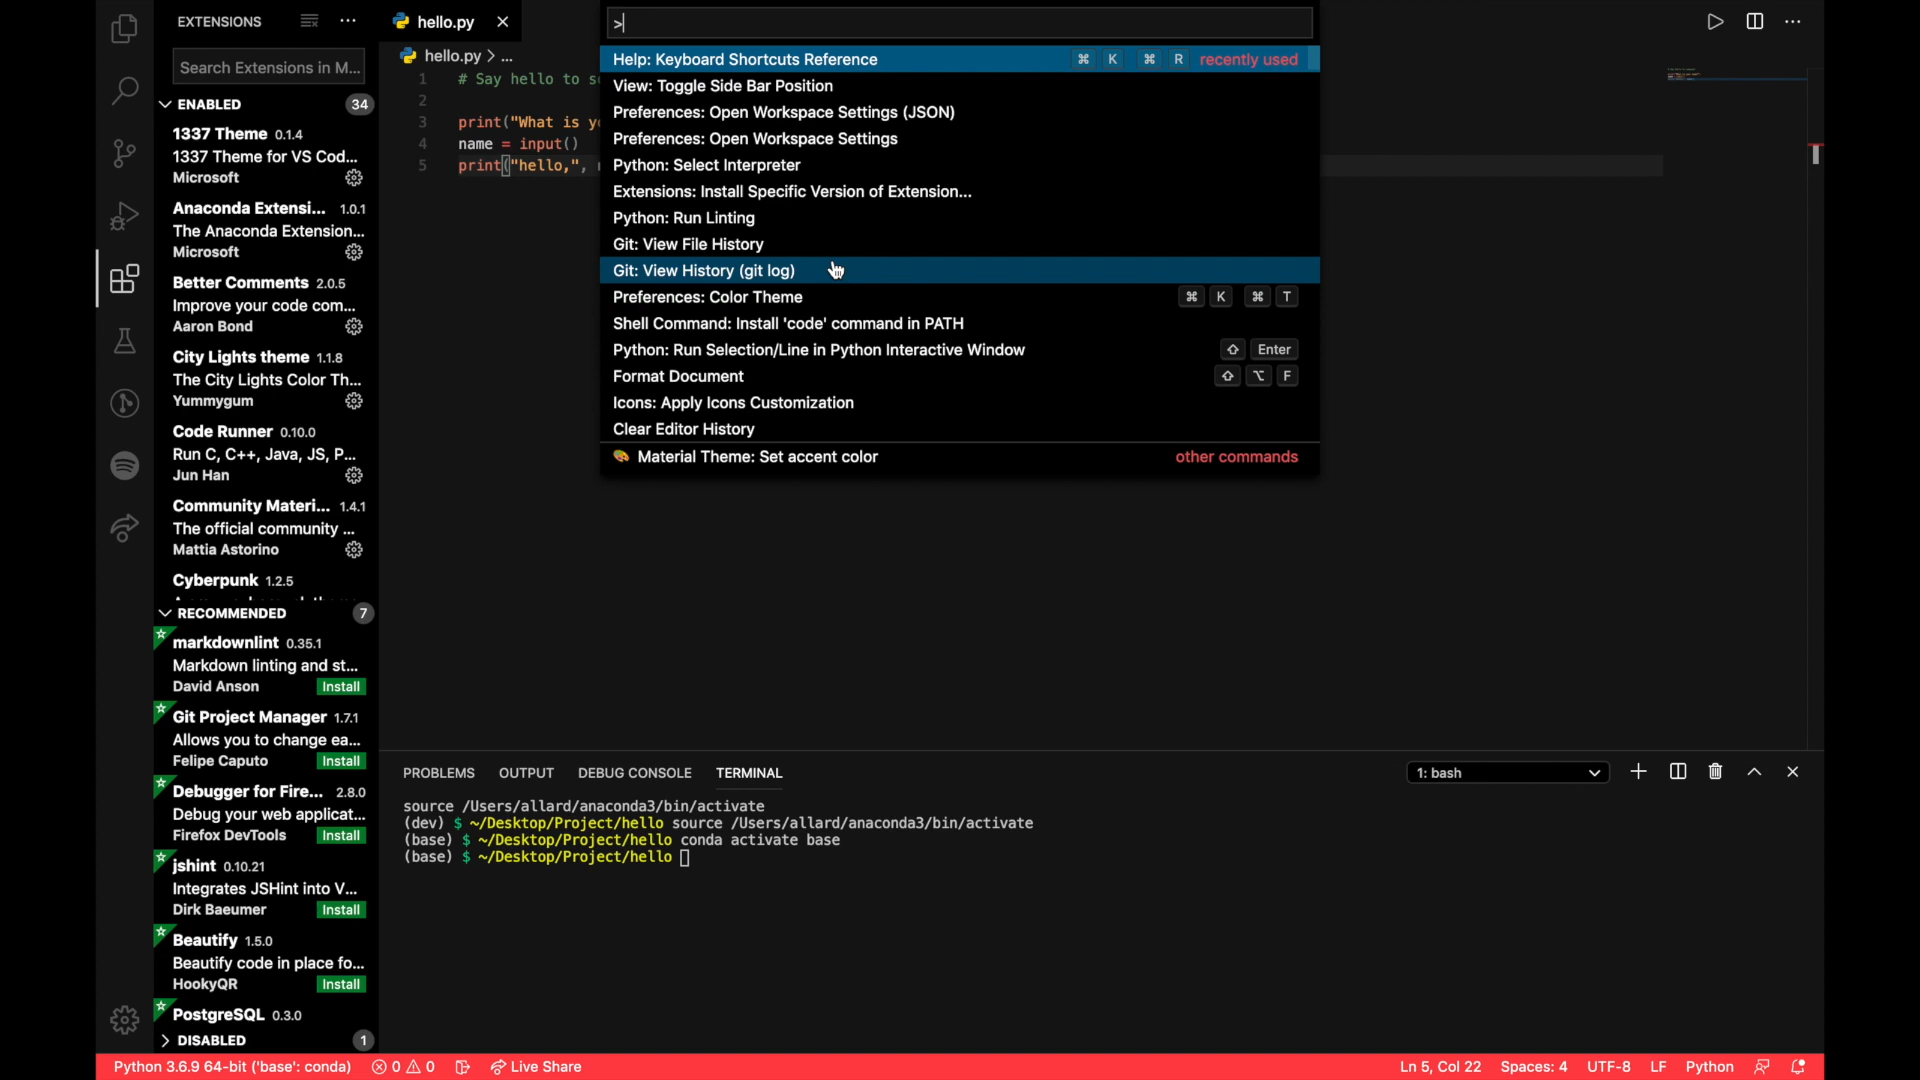 EXTENSIONS
Search Extensions in M...
ENABLED 34
1337 Theme 0.1.4
1337 Theme for VS Cod...
Microsoft
Anaconda Extensi... 1.0.1
The Anaconda Extension...
Microsoft
Better Comments 2.0.5
Improve your code com...
Aaron Bond
City Lights theme 1.1.8
The City Lights Color Th...
Yummygum
Code Runner 0.10.0
Run C, C++, Java, JS, P...
Jun Han
Community Materi... 1.4.1
The official community ...
Mattia Astorino
Cyberpunk 1.2.5
RECOMMENDED 7
markdownlint 0.35.1
Markdown linting and st...
David Anson Install
Git Project Manager 1.7.1
Allows you to change ea...
Felipe Caputo Install
Debugger for Fire... 2.8.0
Debug your web applicat...
Firefox DevTools Install
jshint 0.10.21
Integrates JSHint into V...
Dirk Baeumer Install
Beautify 1.5.0
Beautify code in place fo...
HookyQR Install
PostgreSQL 0.3.0
DISABLED 1
hello.py
hello.py > ...
1 # Say hello to
2
3 print("What is
4 name = input()
5 print("hello,",
>
Help: Keyboard Shortcuts Reference ⌘ K ⌘ R recently used
View: Toggle Side Bar Position
Preferences: Open Workspace Settings (JSON)
Preferences: Open Workspace Settings
Python: Select Interpreter
Extensions: Install Specific Version of Extension...
Python: Run Linting
Git: View File History
Git: View History (git log)
Preferences: Color Theme ⌘ K ⌘ T
Shell Command: Install 'code' command in PATH
Python: Run Selection/Line in Python Interactive Window ⇧ Enter
Format Document ⇧ ⌥ F
Icons: Apply Icons Customization
Clear Editor History
Material Theme: Set accent color other commands
PROBLEMS OUTPUT DEBUG CONSOLE TERMINAL 1: bash
source /Users/allard/anaconda3/bin/activate
(dev) $ ~/Desktop/Project/hello source /Users/allard/anaconda3/bin/activate
(base) $ ~/Desktop/Project/hello conda activate base
(base) $ ~/Desktop/Project/hello
Python 3.6.9 64-bit ('base': conda) 0 0 Live Share Ln 5, Col 22 Spaces: 4 UTF-8 LF Python